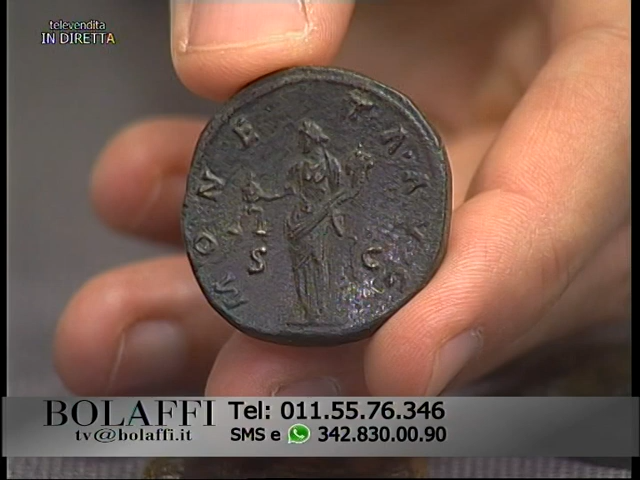 televendita
IN DIRETTA
MONETA AVG
S C
BOLAFFI
tv@bolaffi.it
Tel: 011.55.76.346
SMS e 342.830.00.90